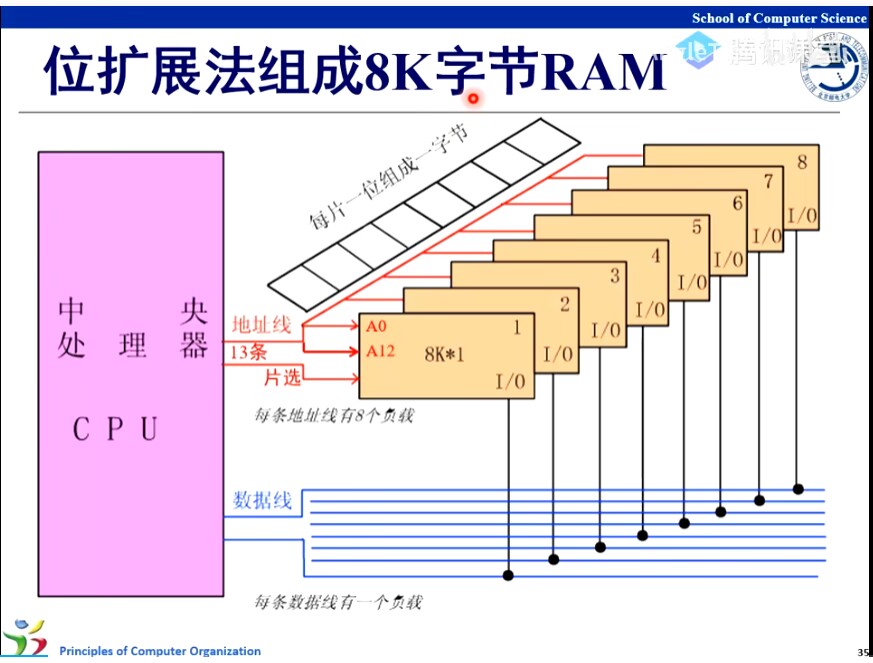 School of Computer Science
腾讯课堂
位扩展法组成8K字节RAM
每片一位组成一字节
8
I/O
7
I/O
6
I/O
5
I/O
4
I/O
3
I/O
2
I/O
1
8K*1
I/O
A0
A12
中央
处理器
CPU
地址线
13条
片选
每条地址线有8个负载
数据线
每条数据线有一个负载
Principles of Computer Organization
35